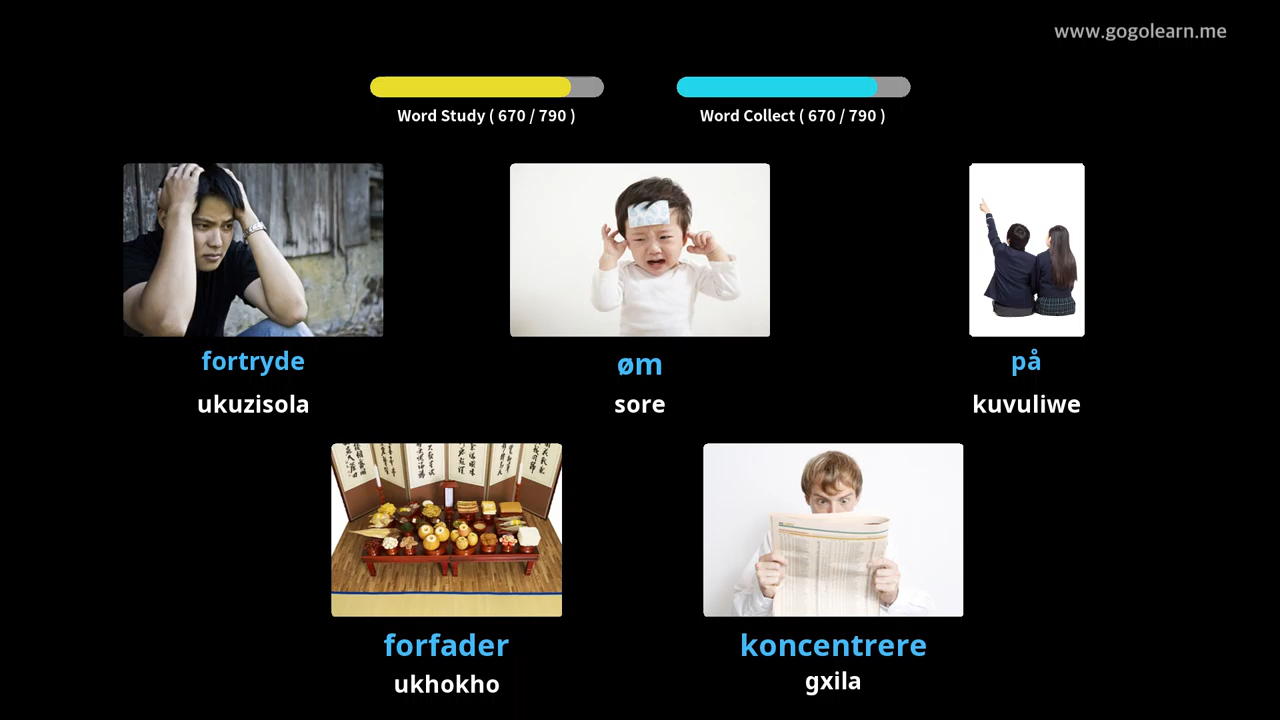 www.gogolearn.me
Word Study ( 670 / 790 )
Word Collect ( 670 / 790 )
fortryde
øm
på
ukuzisola
sore
kuvuliwe
forfader
koncentrere
ukhokho
gxila